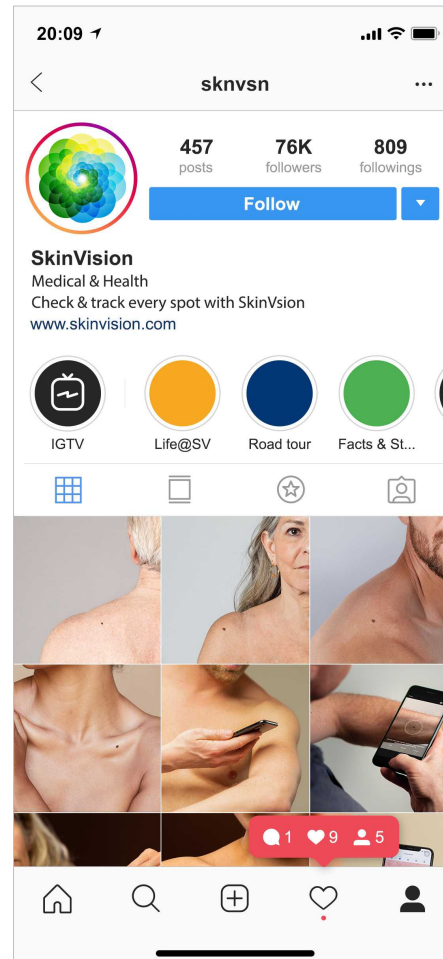 20:09
sknvsn
457 76K 809
posts followers followings
Follow
SkinVision
Medical & Health
Check & track every spot with SkinVsion
www.skinvision.com
IGTV Life@SV Road tour Facts & St...
1 9 5